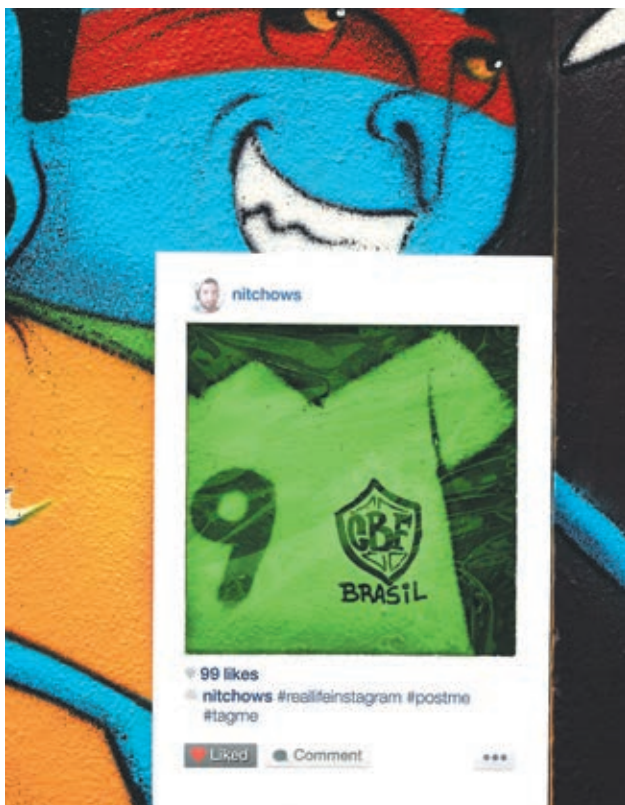 nitchows
9
CBF
BRASIL
99 likes
nitchows #reallifeinstagram #postme
#tagme
Liked Comment